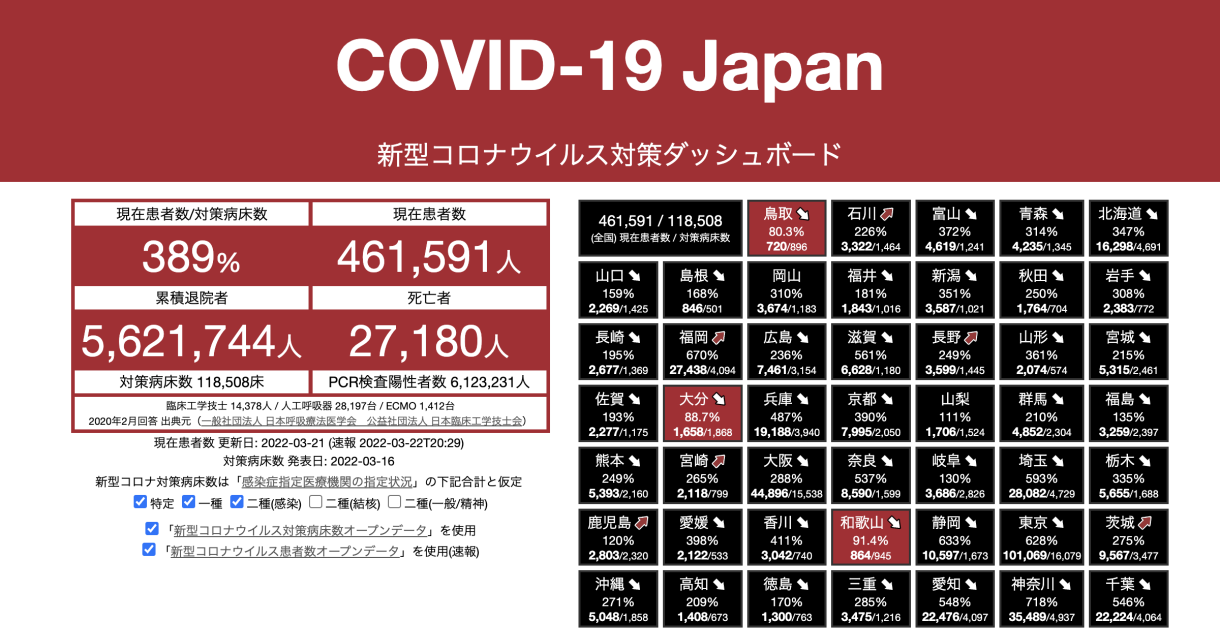 COVID-19 Japan
新型コロナウイルス対策ダッシュボード
現在患者数/対策病床数
現在患者数
389%
461,591人
累積退院者
死亡者
5,621,744人
27,180人
対策病床数 118,508床
PCR検査陽性者数 6,123,231人
臨床工学技士 14,378人 / 人工呼吸器 28,197台 / ECMO 1,412台
2020年2月回答 出典元（一般社団法人 日本呼吸療法医学会　公益社団法人 日本臨床工学技士会）
現在患者数 更新日: 2022-03-21 (速報 2022-03-22T20:29)
対策病床数 発表日: 2022-03-16
新型コロナ対策病床数は「感染症指定医療機関の指定状況」の下記合計と仮定
特定 一種 二種(感染) 二種(結核) 二種(一般/精神)
「新型コロナウイルス対策病床数オープンデータ」を使用
「新型コロナウイルス患者数オープンデータ」を使用(速報)
461,591 / 118,508
(全国) 現在患者数 / 対策病床数
鳥取
80.3%
720/896
石川
226%
3,322/1,464
富山
372%
4,619/1,241
青森
314%
4,235/1,345
北海道
347%
16,298/4,691
山口
159%
2,269/1,425
島根
168%
846/501
岡山
310%
3,674/1,183
福井
181%
1,843/1,016
新潟
351%
3,587/1,021
秋田
250%
1,764/704
岩手
308%
2,383/772
長崎
195%
2,677/1,369
福岡
670%
27,438/4,094
広島
236%
7,461/3,154
滋賀
561%
6,628/1,180
長野
249%
3,599/1,445
山形
361%
2,074/574
宮城
215%
5,315/2,461
佐賀
193%
2,277/1,175
大分
88.7%
1,658/1,868
兵庫
487%
19,188/3,940
京都
390%
7,995/2,050
山梨
111%
1,706/1,524
群馬
210%
4,852/2,304
福島
135%
3,259/2,397
熊本
249%
5,393/2,160
宮崎
265%
2,118/799
大阪
288%
44,896/15,538
奈良
537%
8,590/1,599
岐阜
130%
3,686/2,826
埼玉
593%
28,082/4,729
栃木
335%
5,655/1,688
鹿児島
120%
2,803/2,320
愛媛
398%
2,122/533
香川
411%
3,042/740
和歌山
91.4%
864/945
静岡
633%
10,597/1,673
東京
628%
101,069/16,079
茨城
275%
9,567/3,477
沖縄
271%
5,048/1,858
高知
209%
1,408/673
徳島
170%
1,300/763
三重
285%
3,475/1,216
愛知
548%
22,476/4,097
神奈川
718%
35,489/4,937
千葉
546%
22,224/4,064